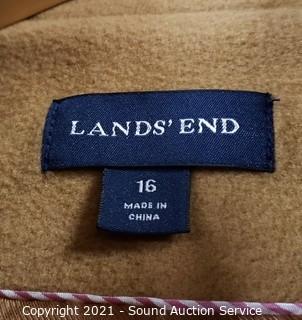 LANDS' END
16
MADE IN
CHINA
Copyright 2021 - Sound Auction Service